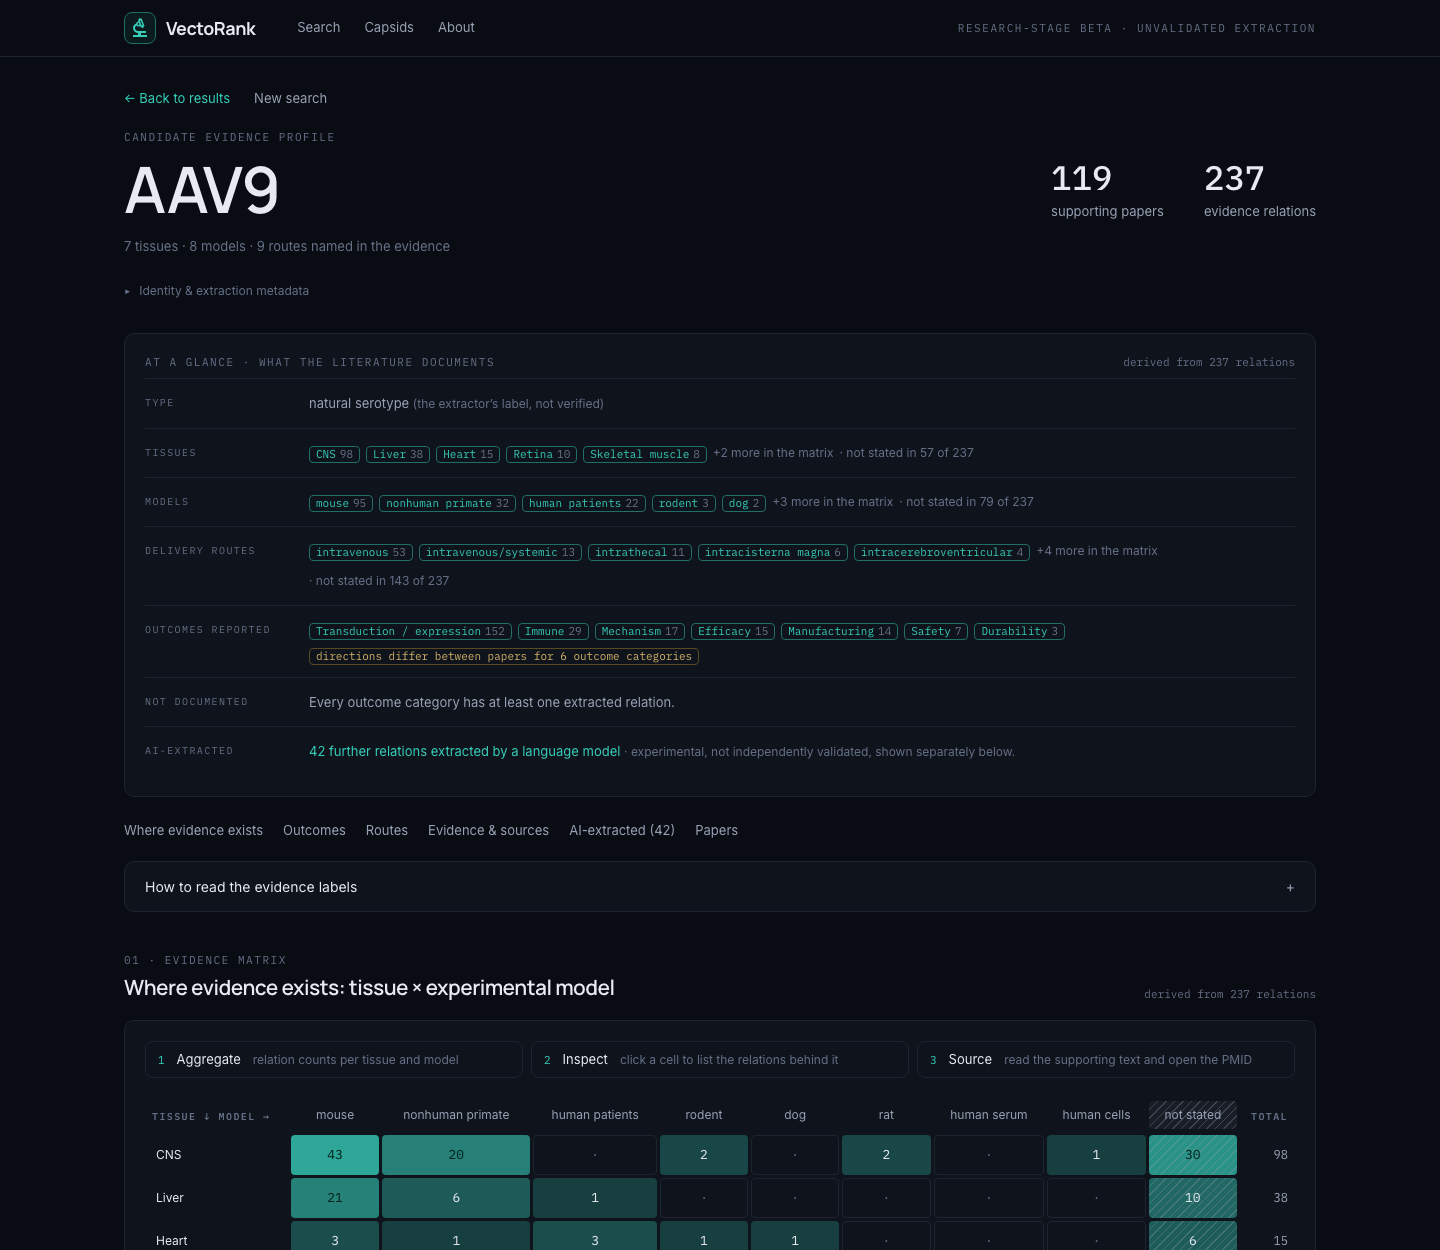 VectoRank
Search Capsids About
RESEARCH-STAGE BETA · UNVALIDATED EXTRACTION
← Back to results New search
CANDIDATE EVIDENCE PROFILE
AAV9
119 237
supporting papers evidence relations
7 tissues · 8 models · 9 routes named in the evidence
▸ Identity & extraction metadata
AT A GLANCE · WHAT THE LITERATURE DOCUMENTS derived from 237 relations
TYPE natural serotype (the extractor’s label, not verified)
TISSUES CNS 98 Liver 38 Heart 15 Retina 10 Skeletal muscle 8 +2 more in the matrix · not stated in 57 of 237
MODELS mouse 95 nonhuman primate 32 human patients 22 rodent 3 dog 2 +3 more in the matrix · not stated in 79 of 237
DELIVERY ROUTES intravenous 53 intravenous/systemic 13 intrathecal 11 intracisterna magna 6 intracerebroventricular 4 +4 more in the matrix
· not stated in 143 of 237
OUTCOMES REPORTED Transduction / expression 152 Immune 29 Mechanism 17 Efficacy 15 Manufacturing 14 Safety 7 Durability 3
directions differ between papers for 6 outcome categories
NOT DOCUMENTED Every outcome category has at least one extracted relation.
AI-EXTRACTED 42 further relations extracted by a language model · experimental, not independently validated, shown separately below.
Where evidence exists Outcomes Routes Evidence & sources AI-extracted (42) Papers
How to read the evidence labels +
01 · EVIDENCE MATRIX
Where evidence exists: tissue × experimental model derived from 237 relations
1 Aggregate relation counts per tissue and model 2 Inspect click a cell to list the relations behind it 3 Source read the supporting text and open the PMID
TISSUE ↓ MODEL → mouse nonhuman primate human patients rodent dog rat human serum human cells not stated TOTAL
CNS 43 20 · 2 · 2 · 1 30 98
Liver 21 6 1 · · · · · 10 38
Heart 3 1 3 1 1 · · · 6 15